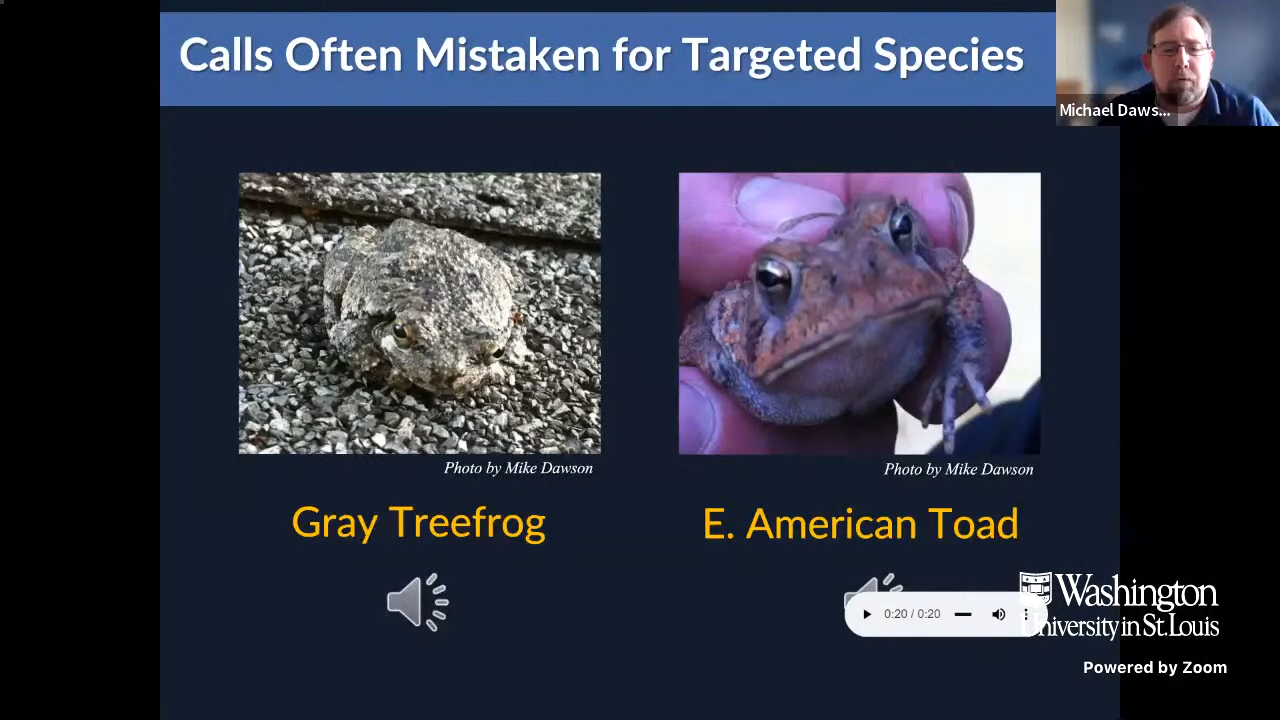 Calls Often Mistaken for Targeted Species
Michael Daws...
Photo by Mike Dawson
Photo by Mike Dawson
Gray Treefrog
E. American Toad
0:20 / 0:20
Washington
University in St. Louis
Powered by Zoom